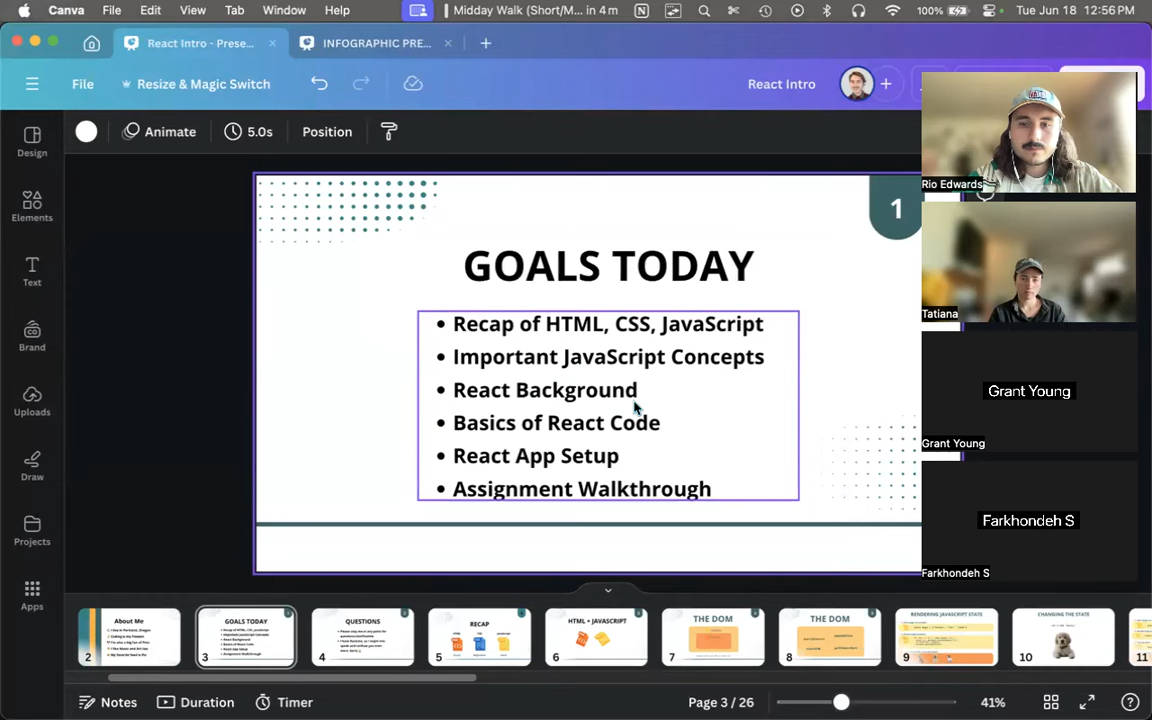 Canva File Edit View Tab Window Help Midday Walk (Short/M... in 4 m 100% Tue Jun 18 12:56 PM
React Intro - Prese... INFOGRAPHIC PRE...
File Resize & Magic Switch React Intro
Animate 5.0s Position
Design
Elements
Text
Brand
Uploads
Draw
Projects
Apps
1
GOALS TODAY
• Recap of HTML, CSS, JavaScript
• Important JavaScript Concepts
• React Background
• Basics of React Code
• React App Setup
• Assignment Walkthrough
Rio Edwards
Tatiana
Grant Young
Grant Young
Farkhondeh S
Farkhondeh S
About Me
2
GOALS TODAY
3
QUESTIONS
4
RECAP
5
HTML + JAVASCRIPT
6
THE DOM
7
THE DOM
8
RENDERING JAVASCRIPT STATE
9
CHANGING THE STATE
10
11
Notes Duration Timer Page 3 / 26 41%